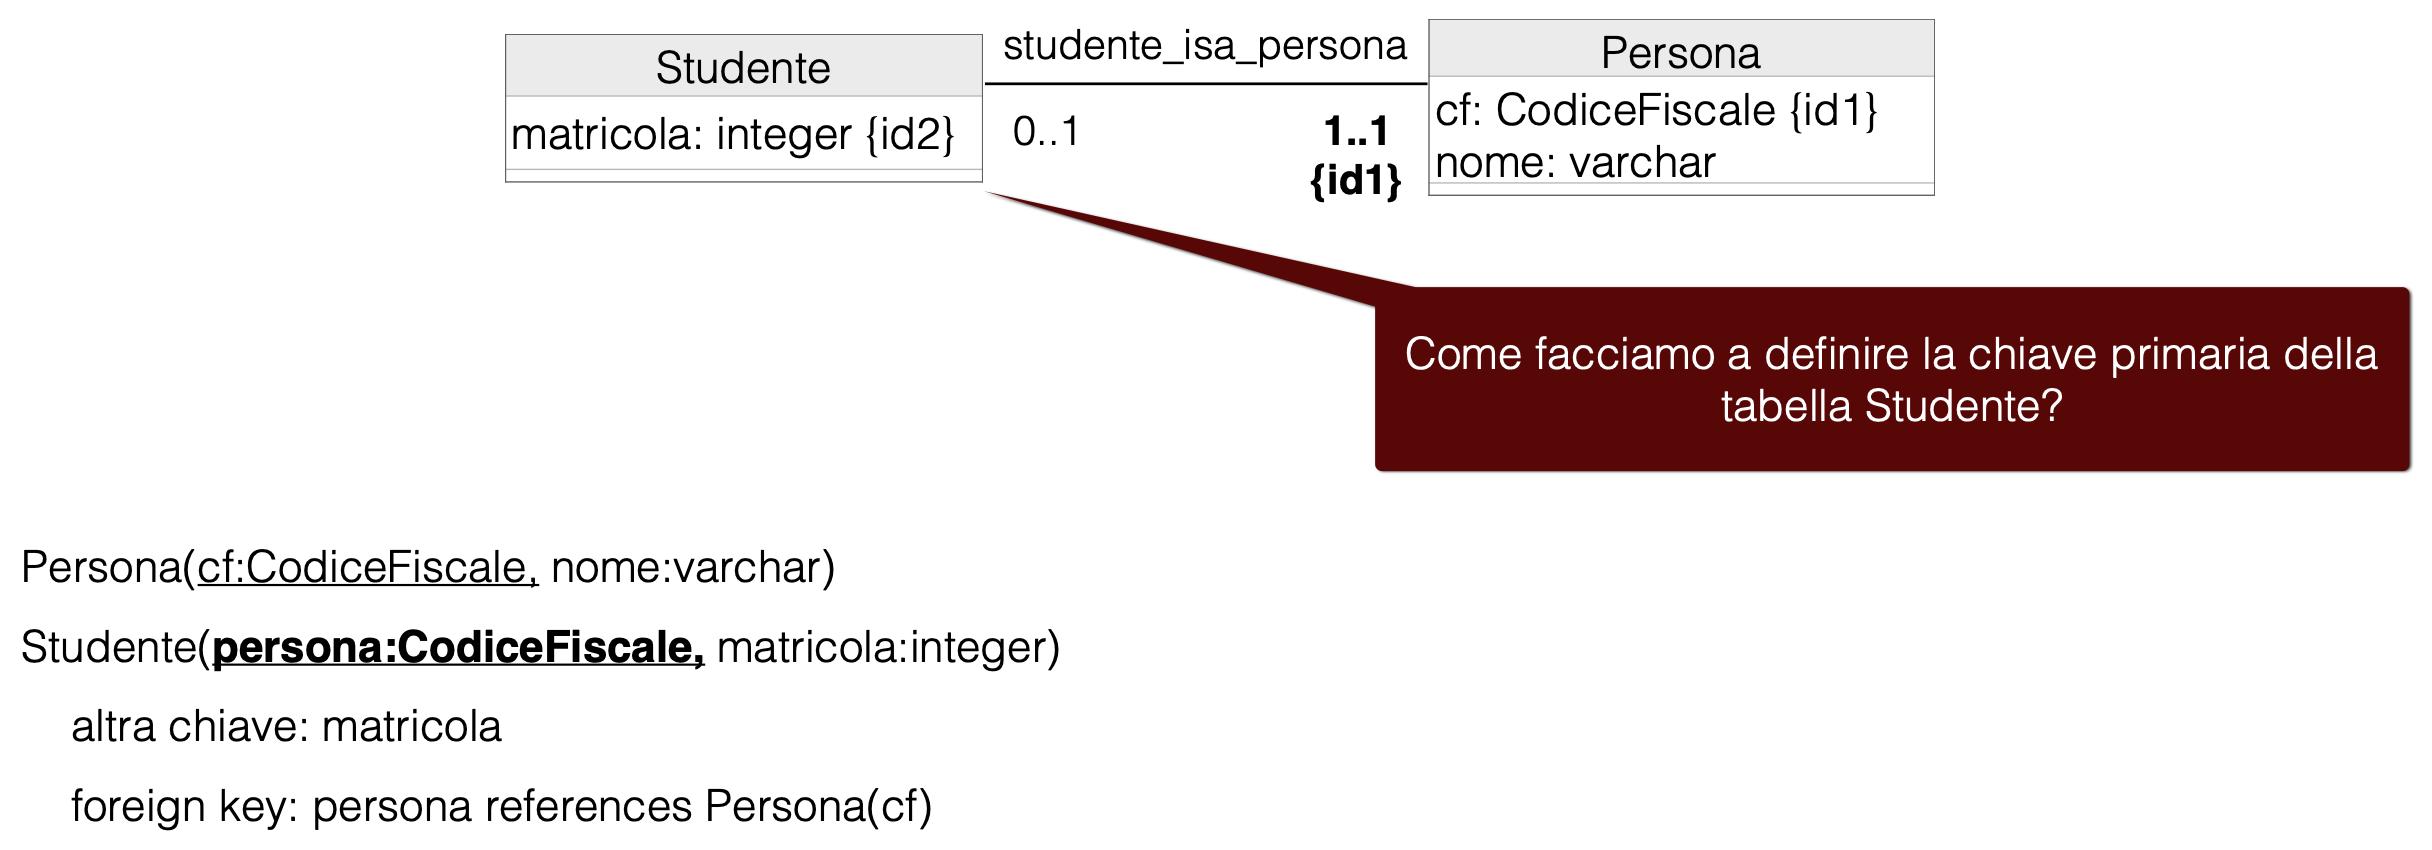 Studente
matricola: integer {id2}
studente_isa_persona
0..1
1..1
{id1}
Persona
cf: CodiceFiscale {id1}
nome: varchar
Come facciamo a definire la chiave primaria della
tabella Studente?
Persona(cf:CodiceFiscale, nome:varchar)
Studente(persona:CodiceFiscale, matricola:integer)
altra chiave: matricola
foreign key: persona references Persona(cf)